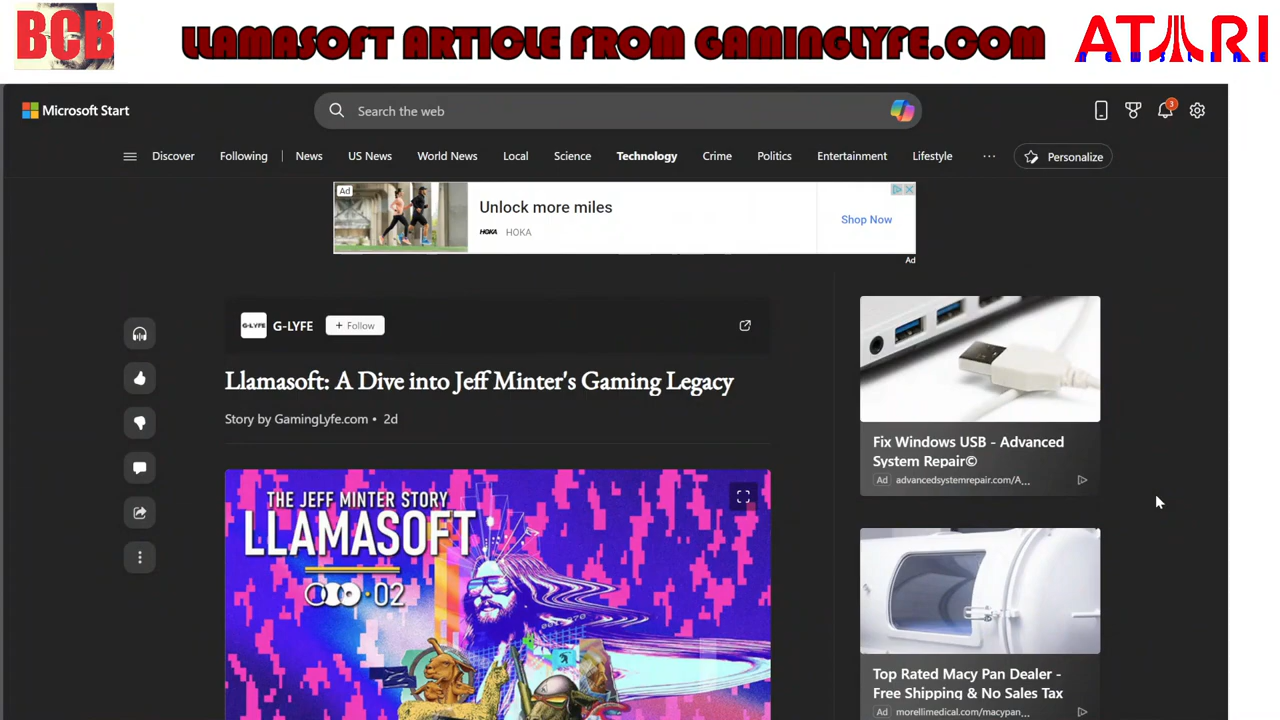 BCB
LLAMASOFT ARTICLE FROM GAMINGLYFE.COM
ATARI
Microsoft Start
Search the web
3
Discover
Following
News
US News
World News
Local
Science
Technology
Crime
Politics
Entertainment
Lifestyle
...
Personalize
Ad
Unlock more miles
HOKA HOKA
Shop Now
Ad
G-LYFE G-LYFE
+ Follow
Llamasoft: A Dive into Jeff Minter's Gaming Legacy
Story by GamingLyfe.com • 2d
THE JEFF MINTER STORY
LLAMASOFT
02
Fix Windows USB - Advanced
System Repair©
Ad advancedsystemrepair.com/A...
Top Rated Macy Pan Dealer -
Free Shipping & No Sales Tax
Ad morellimedical.com/macypan...